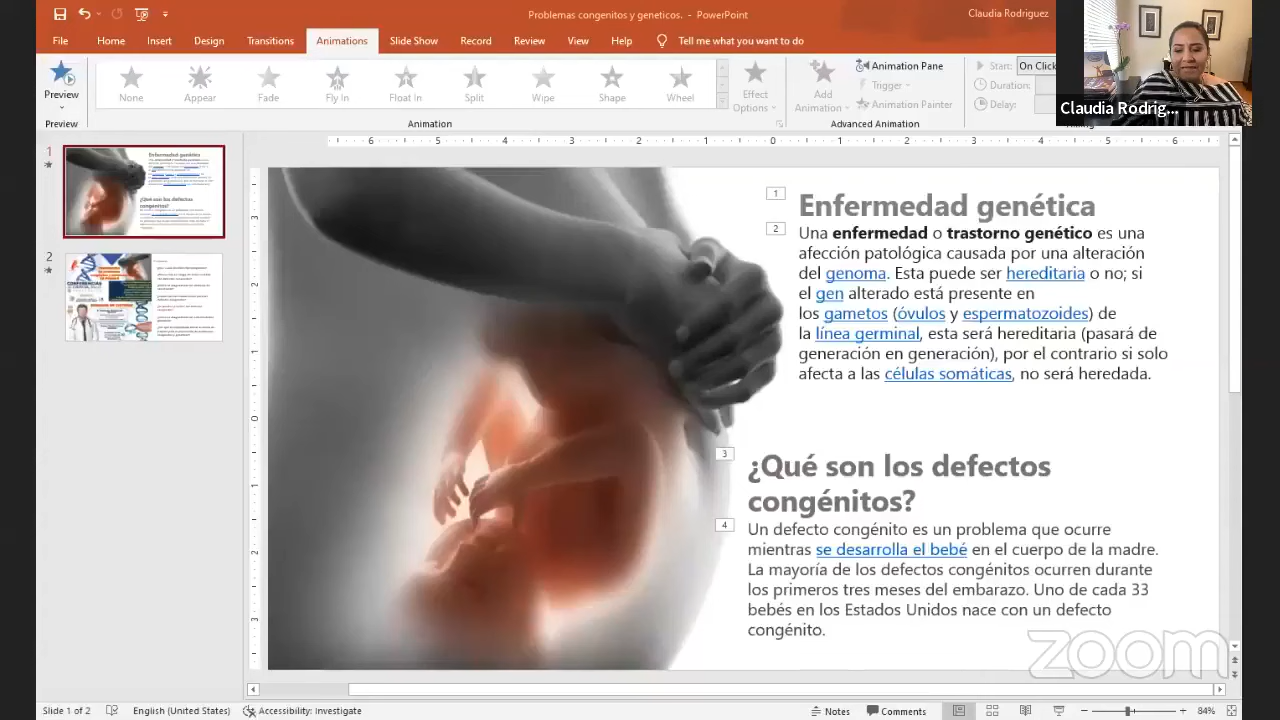 Problemas congenitos y geneticos. - PowerPoint
Claudia Rodriguez
File Home Insert Design Transitions Animations Slide Show Record Review View Help Tell me what you want to do
Preview
None Appear Fade Fly In Float In Split Wipe Shape Wheel
Effect Options
Add Animation
Animation Pane
Trigger
Animation Painter
Start: On Click
Duration:
Delay:
Preview Animation Advanced Animation
Claudia Rodrig...
1
2
Enfermedad genética
Una enfermedad o trastorno genético es una
afección patológica causada por una alteración
del genoma. Esta puede ser hereditaria o no; si
el gen alterado está presente en
los gametos (óvulos y espermatozoides) de
la línea germinal, esta será hereditaria (pasará de
generación en generación), por el contrario si solo
afecta a las células somáticas, no será heredada.
¿Qué son los defectos
congénitos?
Un defecto congénito es un problema que ocurre
mientras se desarrolla el bebé en el cuerpo de la madre.
La mayoría de los defectos congénitos ocurren durante
los primeros tres meses del embarazo. Uno de cada 33
bebés en los Estados Unidos nace con un defecto
congénito.
zoom
Slide 1 of 2 English (United States) Accessibility: Investigate Notes Comments 84%